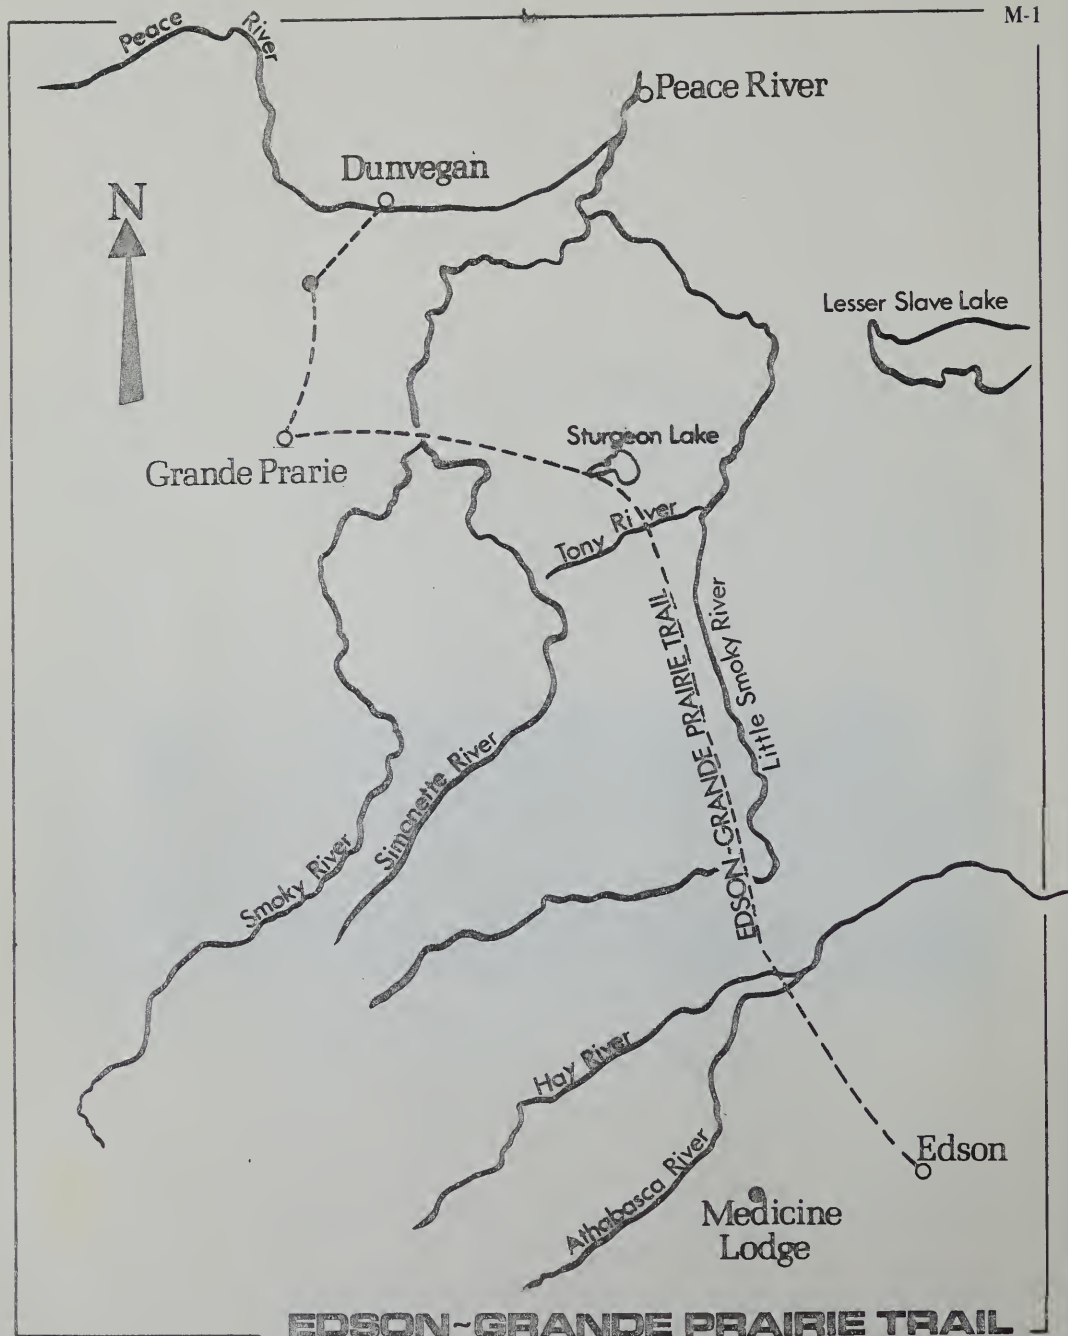 M-1
Peace River
Peace River
Dunvegan
N
Lesser Slave Lake
Sturgeon Lake
Grande Prarie
Tony River
EDSON-GRANDE PRAIRIE TRAIL
Little Smoky River
Simonette River
Smoky River
Hay River
Edson
Athabasca River
Medicine
Lodge
EDSON~GRANDE PRAIRIE TRAIL